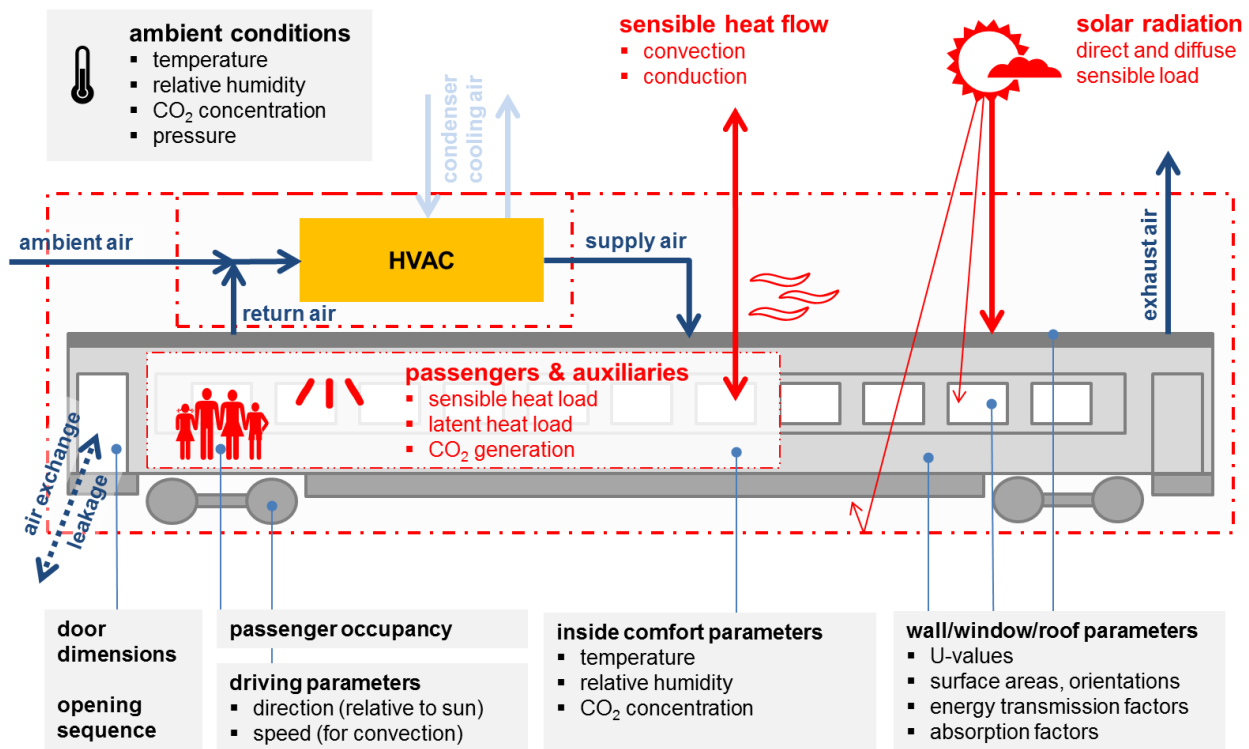 ambient conditions
▪ temperature
▪ relative humidity
▪ CO₂ concentration
▪ pressure
sensible heat flow
▪ convection
▪ conduction
solar radiation
direct and diffuse
sensible load
condenser
cooling air
ambient air
HVAC
supply air
return air
exhaust air
passengers & auxiliaries
▪ sensible heat load
▪ latent heat load
▪ CO₂ generation
air exchange
leakage
door
dimensions
opening
sequence
passenger occupancy
driving parameters
▪ direction (relative to sun)
▪ speed (for convection)
inside comfort parameters
▪ temperature
▪ relative humidity
▪ CO₂ concentration
wall/window/roof parameters
▪ U-values
▪ surface areas, orientations
▪ energy transmission factors
▪ absorption factors